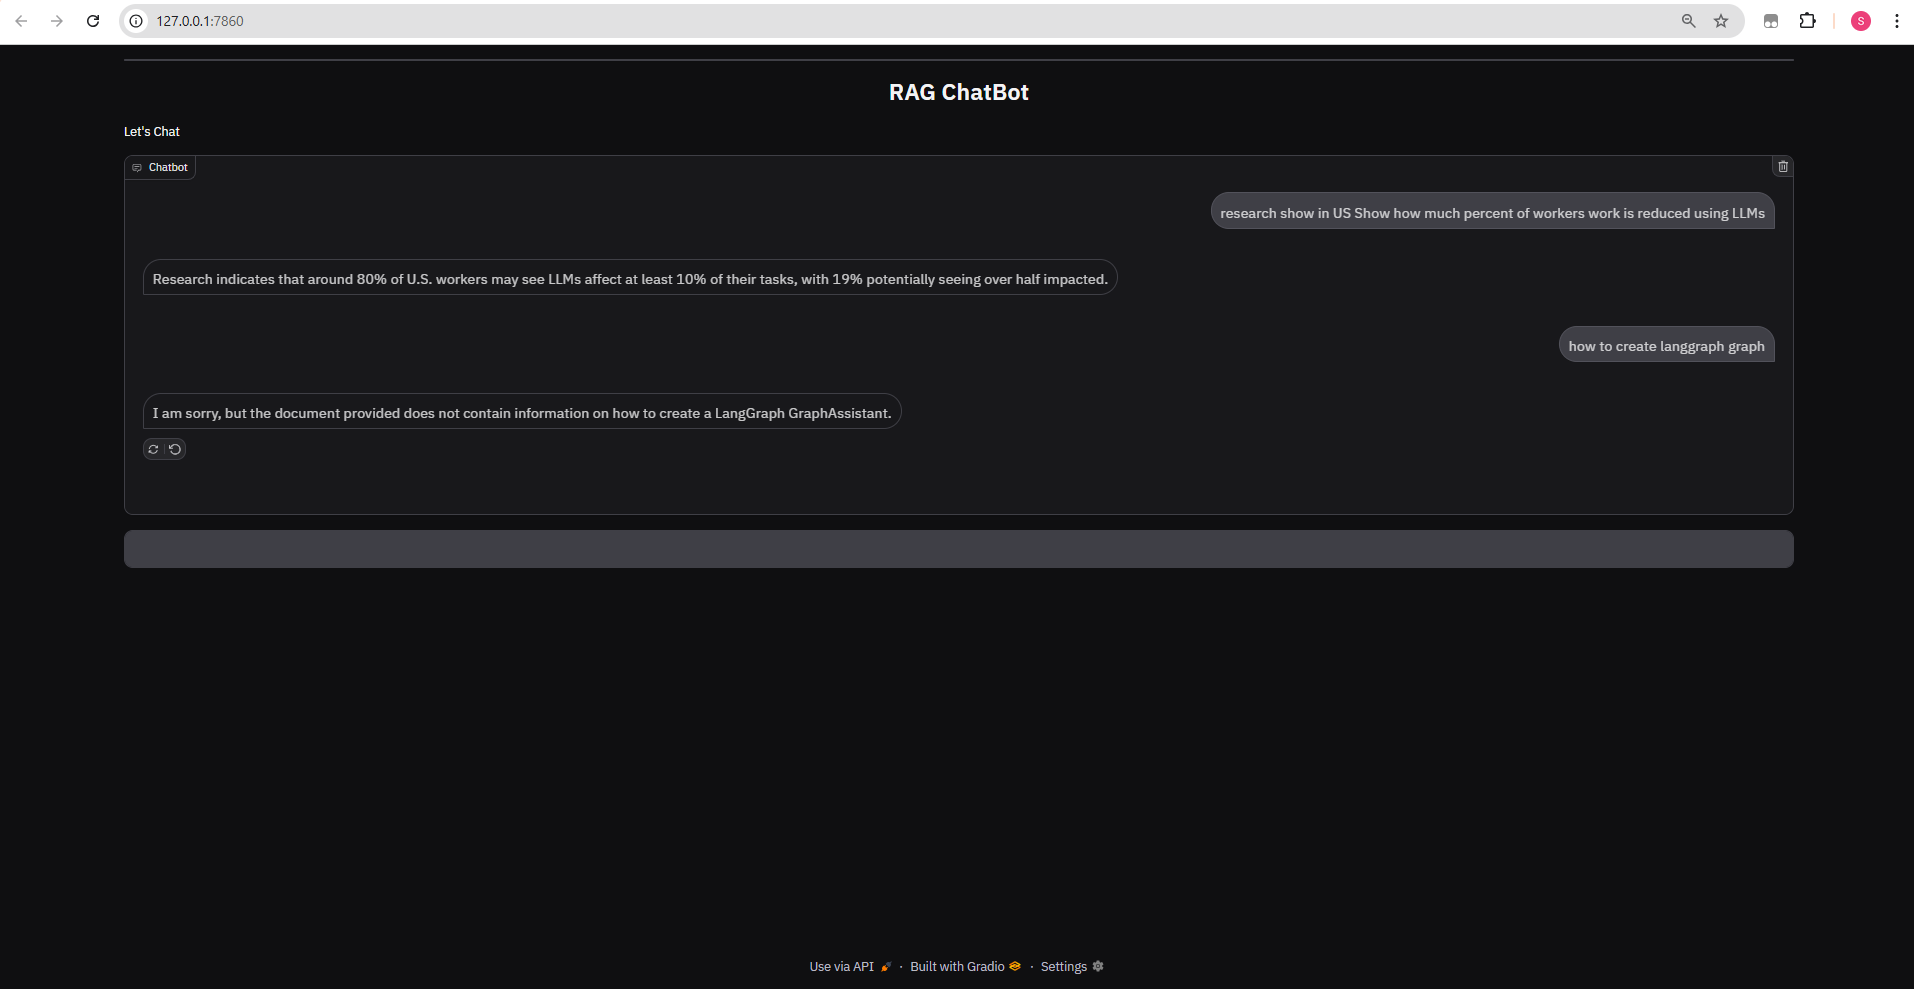 127.0.0.1:7860
S
RAG ChatBot
Let's Chat
Chatbot
research show in US Show how much percent of workers work is reduced using LLMs
Research indicates that around 80% of U.S. workers may see LLMs affect at least 10% of their tasks, with 19% potentially seeing over half impacted.
how to create langgraph graph
I am sorry, but the document provided does not contain information on how to create a LangGraph GraphAssistant.
Use via API · Built with Gradio · Settings